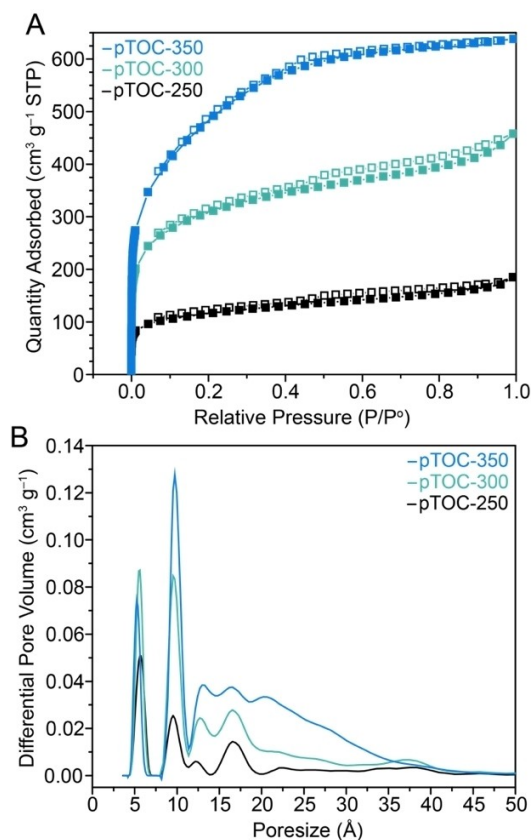 A
600
500
400
300
200
100
0
–pTOC-350
–pTOC-300
–pTOC-250
Quantity Adsorbed (cm³ g⁻¹ STP)
0.0 0.2 0.4 0.6 0.8 1.0
Relative Pressure (P/Pᵒ)
B
0.14
0.12
0.10
0.08
0.06
0.04
0.02
0.00
–pTOC-350
–pTOC-300
–pTOC-250
Differential Pore Volume (cm³ g⁻¹)
0 5 10 15 20 25 30 35 40 45 50
Poresize (Å)